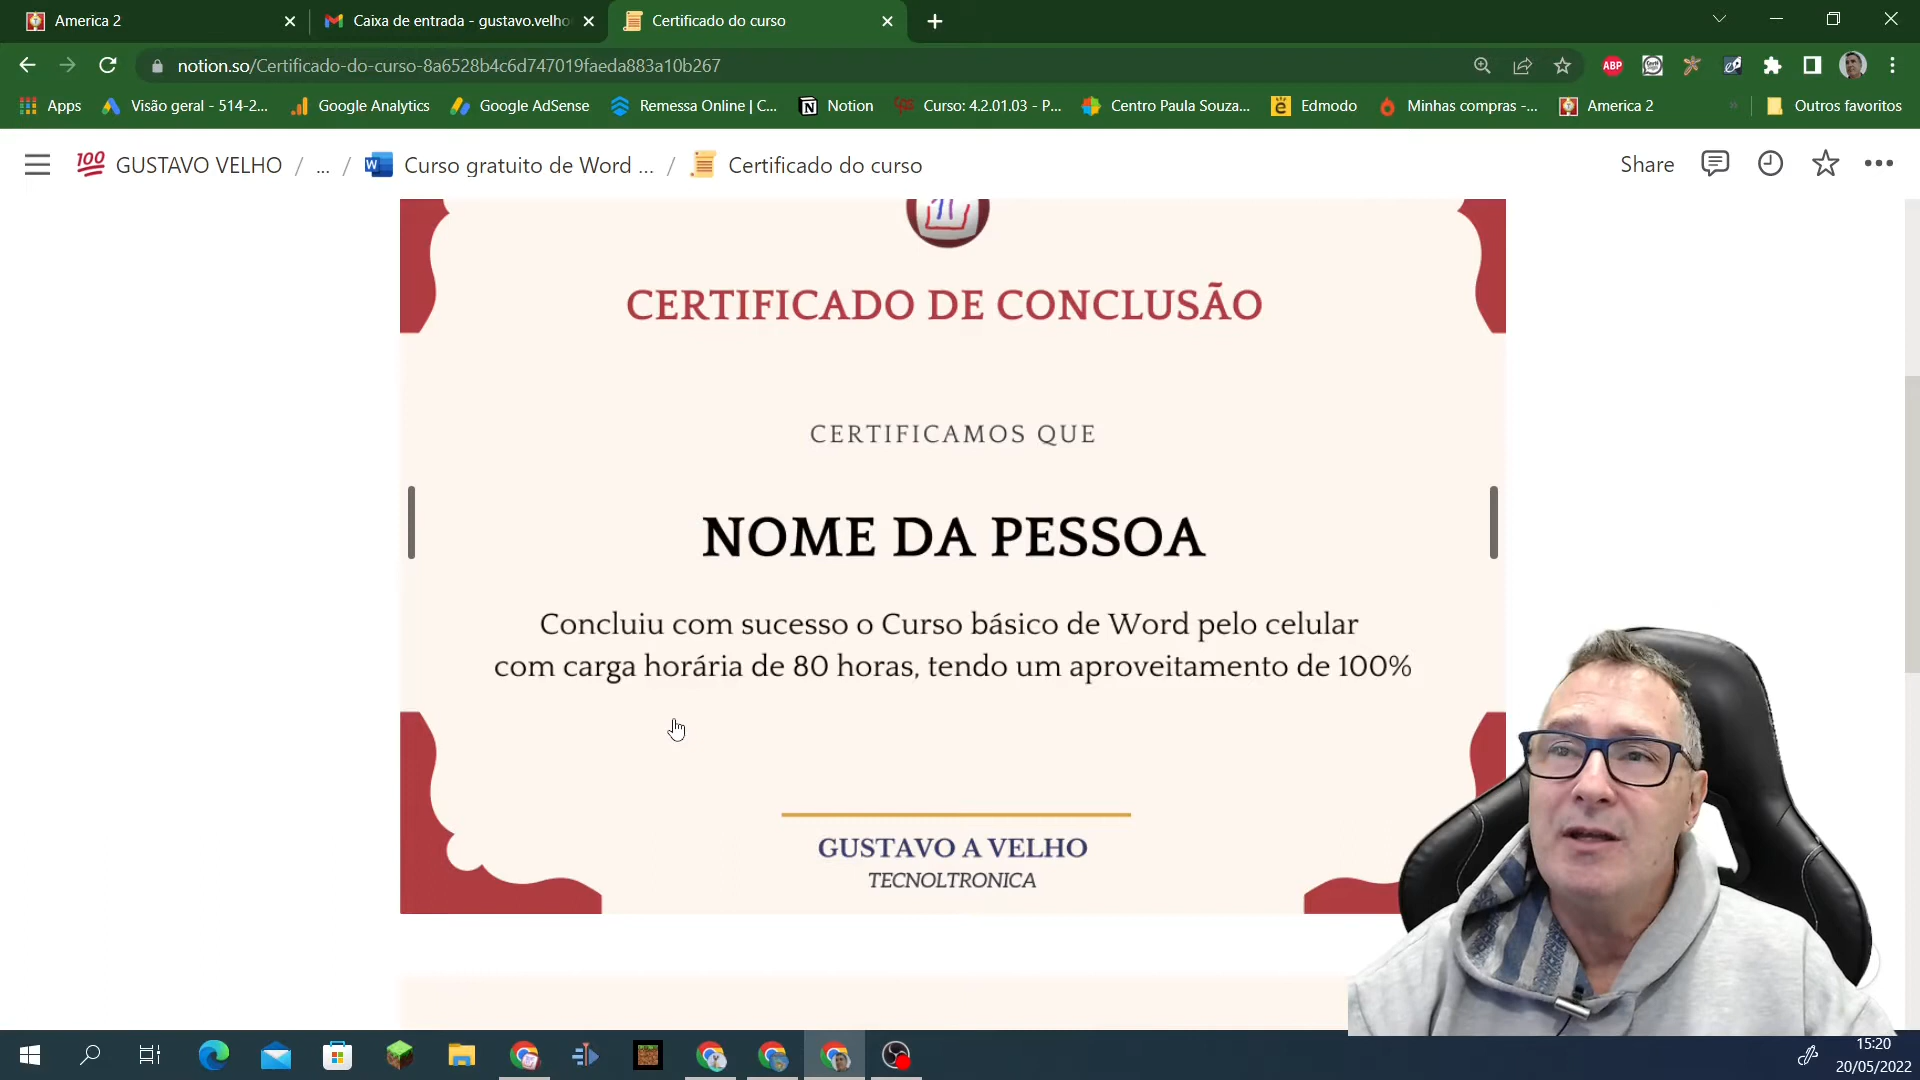 America 2
Caixa de entrada - gustavo.velho
Certificado do curso
notion.so/Certificado-do-curso-8a6528b4c6d747019faeda883a10b267
ABP
Apps
Visão geral - 514-2...
Google Analytics
Google AdSense
Remessa Online | C...
Notion
Curso: 4.2.01.03 - P...
Centro Paula Souza...
Edmodo
Minhas compras -...
America 2
»
Outros favoritos
100 GUSTAVO VELHO / ... / W Curso gratuito de Word ... / Certificado do curso
Share
CERTIFICADO DE CONCLUSÃO
CERTIFICAMOS QUE
NOME DA PESSOA
Concluiu com sucesso o Curso básico de Word pelo celular
com carga horária de 80 horas, tendo um aproveitamento de 100%
GUSTAVO A VELHO
TECNOLTRONICA
15:20
20/05/2022